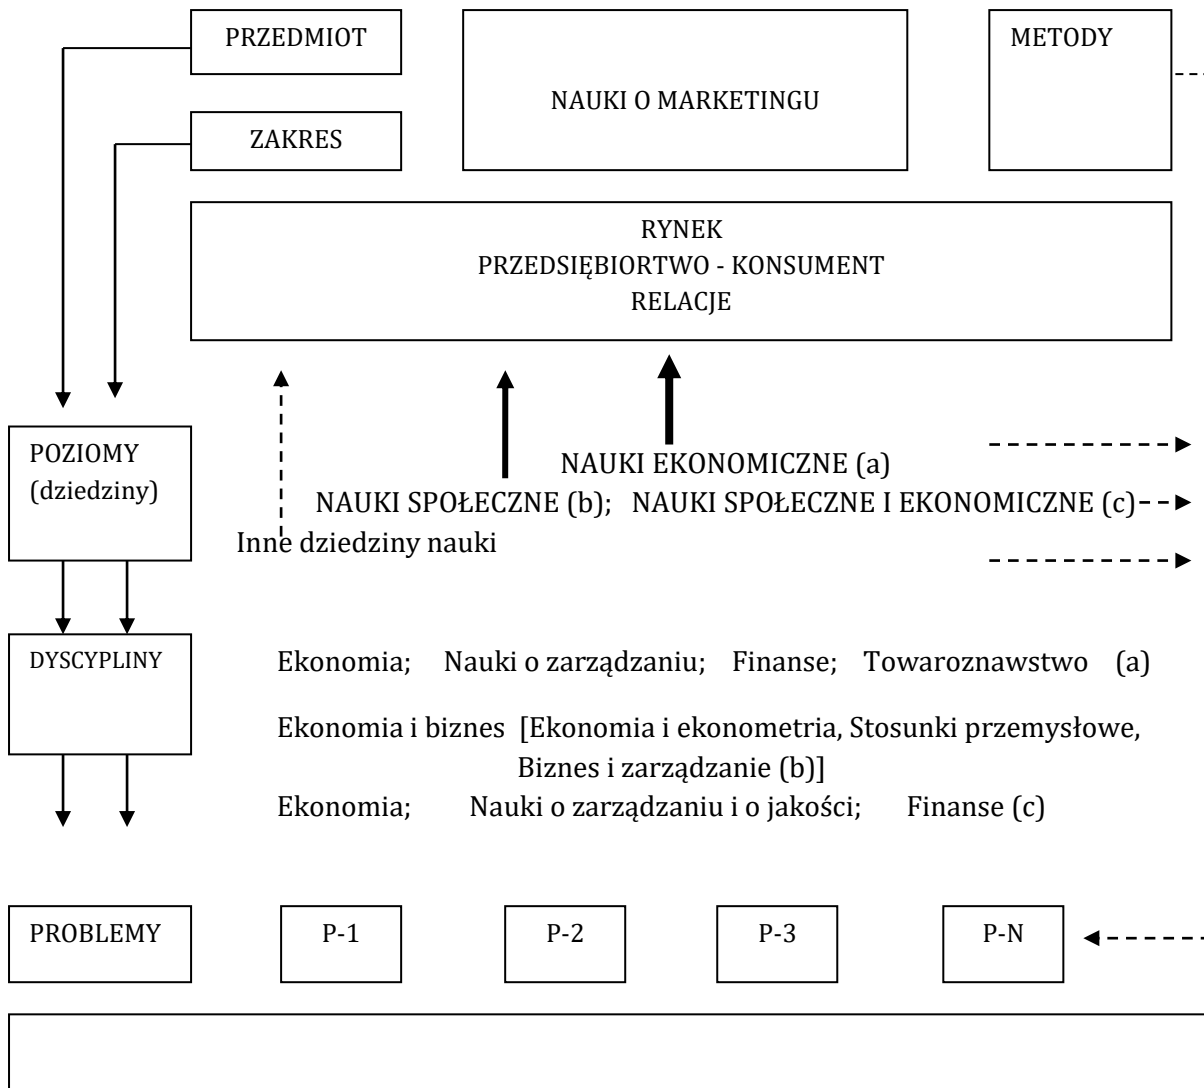 PRZEDMIOT
METODY
NAUKI O MARKETINGU
ZAKRES
RYNEK
PRZEDSIĘBIORTWO - KONSUMENT
RELACJE
POZIOMY
(dziedziny)
NAUKI EKONOMICZNE (a)
NAUKI SPOŁECZNE (b); NAUKI SPOŁECZNE I EKONOMICZNE (c)
Inne dziedziny nauki
DYSCYPLINY
Ekonomia; Nauki o zarządzaniu; Finanse; Towaroznawstwo (a)
Ekonomia i biznes [Ekonomia i ekonometria, Stosunki przemysłowe,
Biznes i zarządzanie (b)]
Ekonomia; Nauki o zarządzaniu i o jakości; Finanse (c)
PROBLEMY
P-1
P-2
P-3
P-N